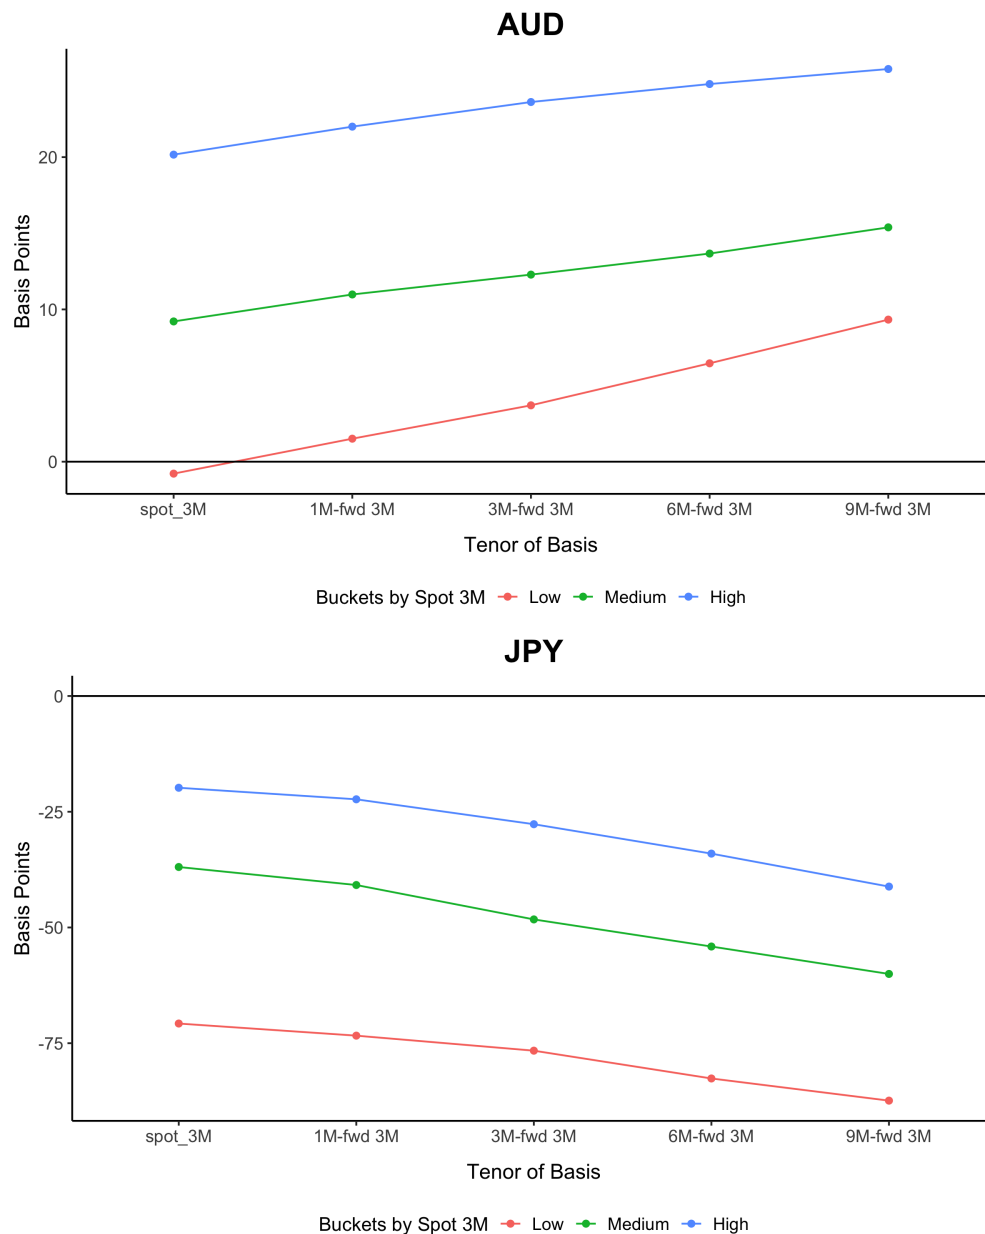 AUD
Basis Points
20
10
0
spot_3M 1M-fwd 3M 3M-fwd 3M 6M-fwd 3M 9M-fwd 3M
Tenor of Basis
Buckets by Spot 3M Low Medium High
JPY
Basis Points
0
-25
-50
-75
spot_3M 1M-fwd 3M 3M-fwd 3M 6M-fwd 3M 9M-fwd 3M
Tenor of Basis
Buckets by Spot 3M Low Medium High